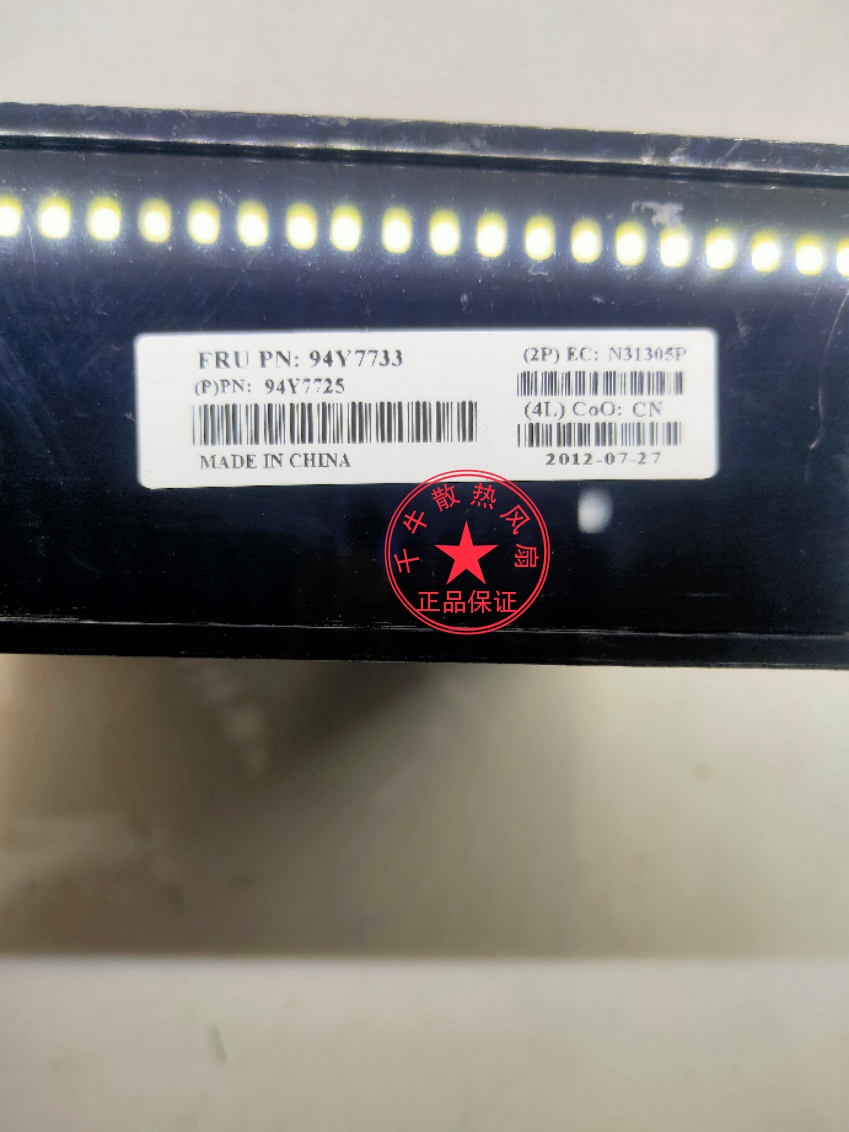 FRU PN: 94Y7733
(P)PN: 94Y7725
MADE IN CHINA
(2P) EC: N31305P
(4L) CoO: CN
2012-07-27
千牛散热风扇
正品保证